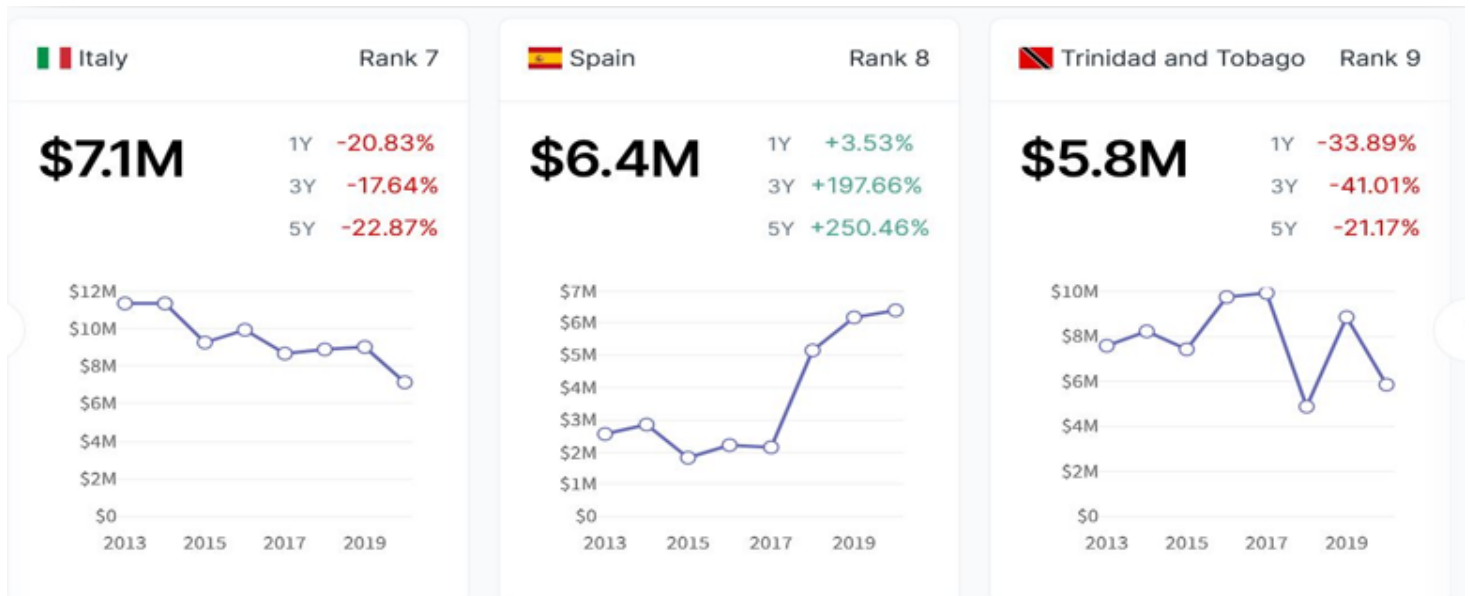 Italy Rank 7
$7.1M
1Y -20.83%
3Y -17.64%
5Y -22.87%
$12M
$10M
$8M
$6M
$4M
$2M
$0
2013 2015 2017 2019
Spain Rank 8
$6.4M
1Y +3.53%
3Y +197.66%
5Y +250.46%
$7M
$6M
$5M
$4M
$3M
$2M
$1M
$0
2013 2015 2017 2019
Trinidad and Tobago Rank 9
$5.8M
1Y -33.89%
3Y -41.01%
5Y -21.17%
$10M
$8M
$6M
$4M
$2M
$0
2013 2015 2017 2019